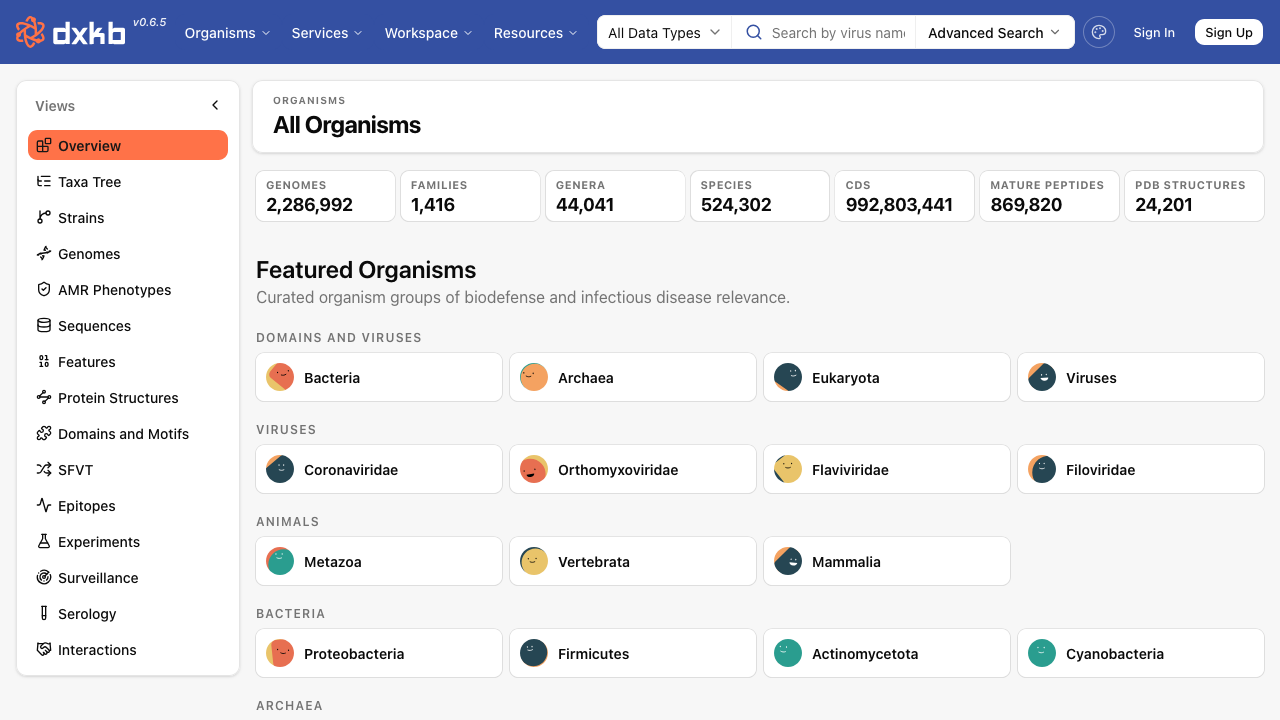 dxkb v0.6.5
Organisms
Services
Workspace
Resources
All Data Types
Search by virus name
Advanced Search
Sign In
Sign Up
Views
Overview
Taxa Tree
Strains
Genomes
AMR Phenotypes
Sequences
Features
Protein Structures
Domains and Motifs
SFVT
Epitopes
Experiments
Surveillance
Serology
Interactions
ORGANISMS
All Organisms
GENOMES
2,286,992
FAMILIES
1,416
GENERA
44,041
SPECIES
524,302
CDS
992,803,441
MATURE PEPTIDES
869,820
PDB STRUCTURES
24,201
Featured Organisms
Curated organism groups of biodefense and infectious disease relevance.
DOMAINS AND VIRUSES
Bacteria
Archaea
Eukaryota
Viruses
VIRUSES
Coronaviridae
Orthomyxoviridae
Flaviviridae
Filoviridae
ANIMALS
Metazoa
Vertebrata
Mammalia
BACTERIA
Proteobacteria
Firmicutes
Actinomycetota
Cyanobacteria
ARCHAEA